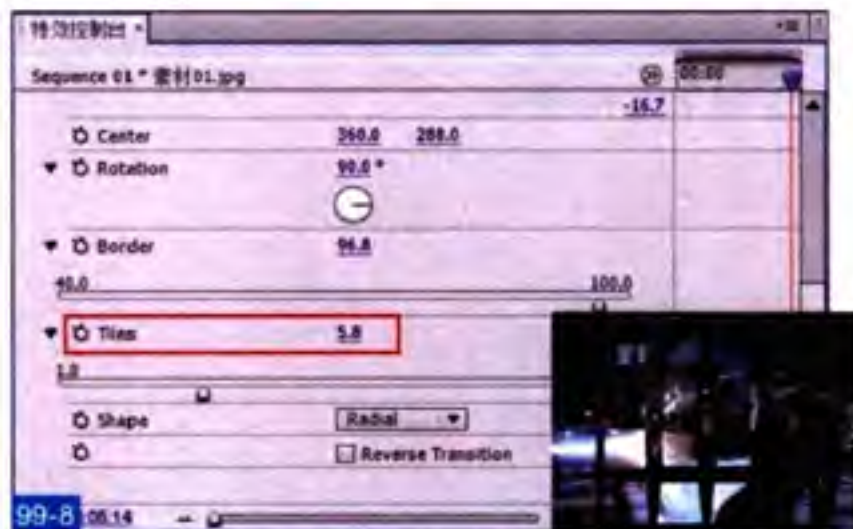 特效控制台
Sequence 01 * 素材01.jpg
00:00
-16.7
Center 360.0 288.0
Rotation 90.0 °
Border 96.8
40.0 100.0
Tiles 5.8
1.0
Shape Radial
Reverse Transition
99-8 :06.14